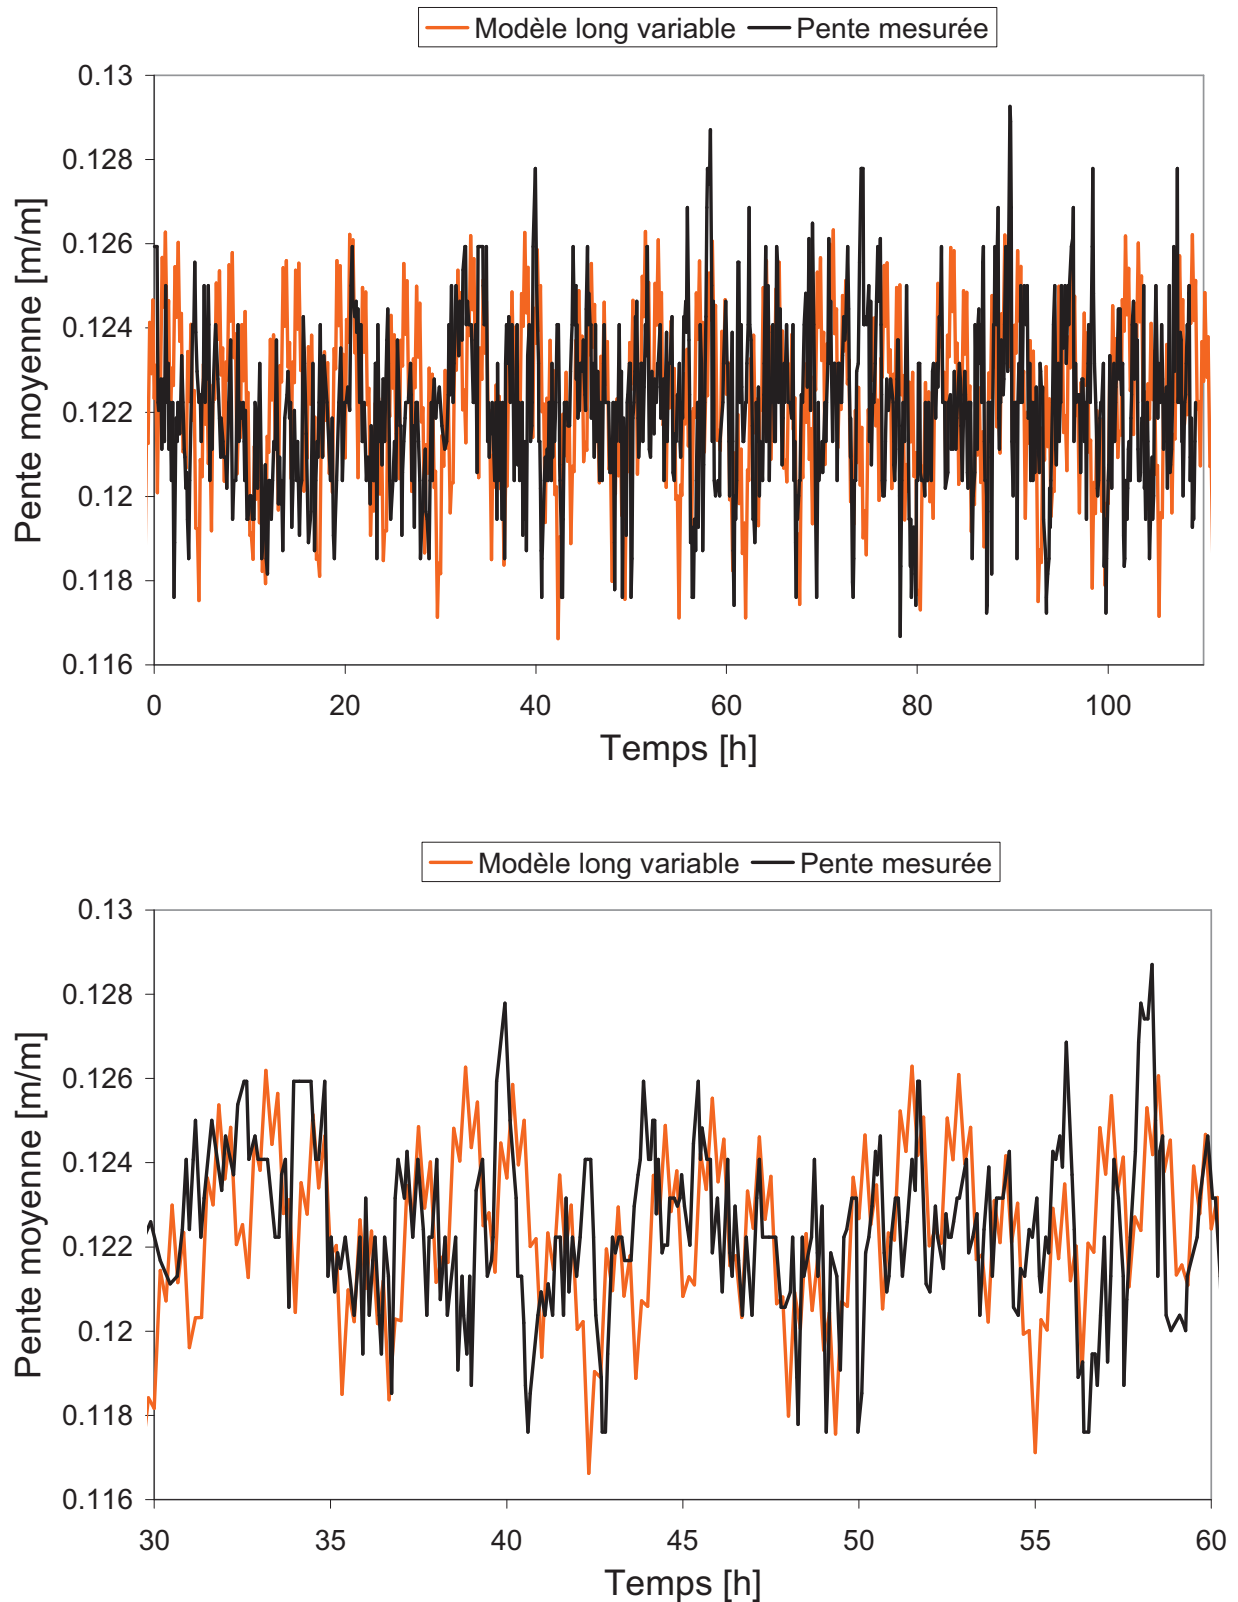 Modèle long variable Pente mesurée
0.13
0.128
0.126
0.124
0.122
0.12
0.118
0.116
Pente moyenne [m/m]
0 20 40 60 80 100
Temps [h]
Modèle long variable Pente mesurée
0.13
0.128
0.126
0.124
0.122
0.12
0.118
0.116
Pente moyenne [m/m]
30 35 40 45 50 55 60
Temps [h]